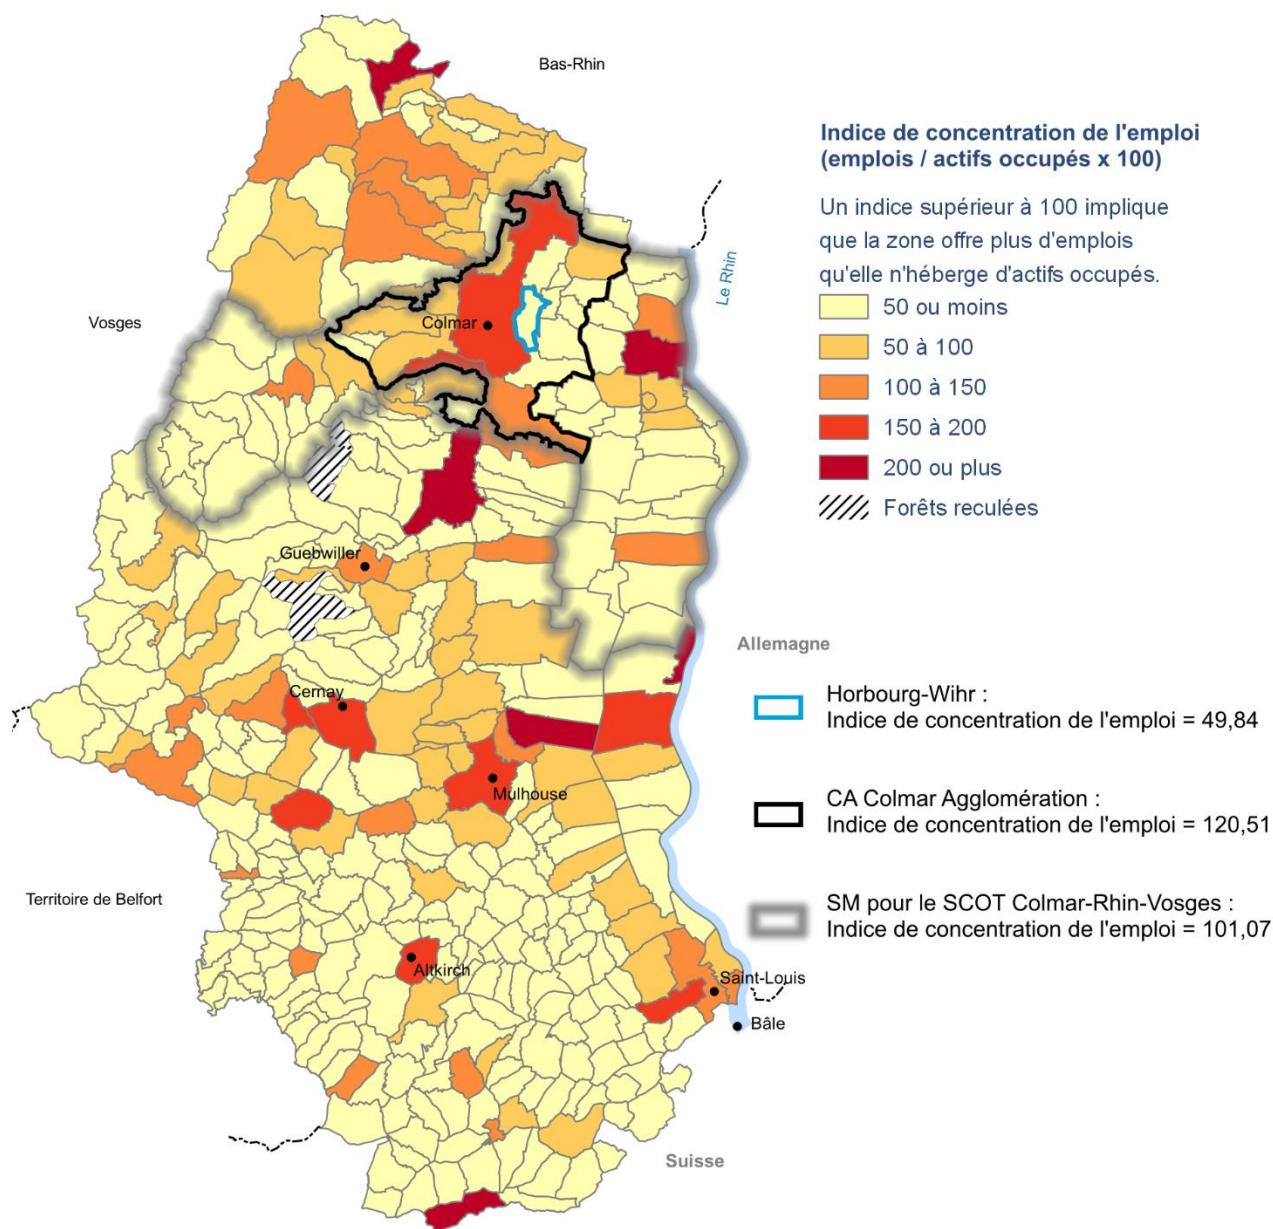 Bas-Rhin
Indice de concentration de l'emploi
(emplois / actifs occupés x 100)
Un indice supérieur à 100 implique
que la zone offre plus d'emplois
qu'elle n'héberge d'actifs occupés.
50 ou moins
50 à 100
100 à 150
150 à 200
200 ou plus
Forêts reculées
Le Rhin
Vosges
Colmar
Guebwiller
Allemagne
Cernay
Horbourg-Wihr :
Indice de concentration de l'emploi = 49,84
Mulhouse
CA Colmar Agglomération :
Indice de concentration de l'emploi = 120,51
Territoire de Belfort
SM pour le SCOT Colmar-Rhin-Vosges :
Indice de concentration de l'emploi = 101,07
Altkirch
Saint-Louis
Bâle
Suisse